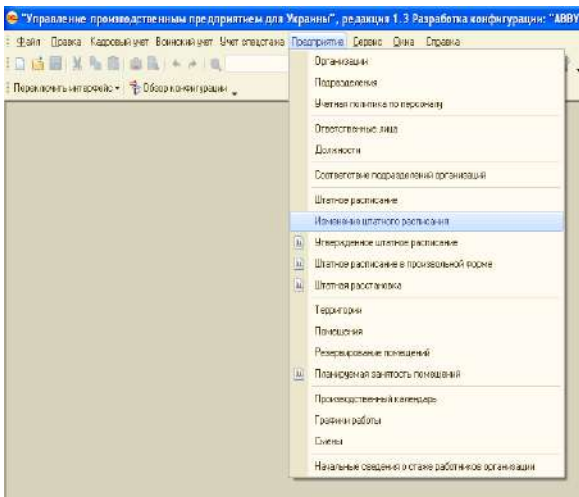 "Управление производственным предприятием для Украины", редакция 1.3 Разработка конфигурации: "ABBY
Файл Правка Кадровый учет Воинский учет Учет спецстажа Предприятие Сервис Окна Справка
Переключить интерфейс Обзор конфигурации
Организации
Подразделения
Учетная политика по персоналу
Ответственные лица
Должности
Соответствие подразделений организаций
Штатное расписание
Изменение штатного расписания
Утвержденное штатное расписание
Штатное расписание в произвольной форме
Штатная расстановка
Территории
Помещения
Резервирование помещений
Планируемая занятость помещений
Производственный календарь
Графики работы
Смены
Начальные сведения о стаже работников организации